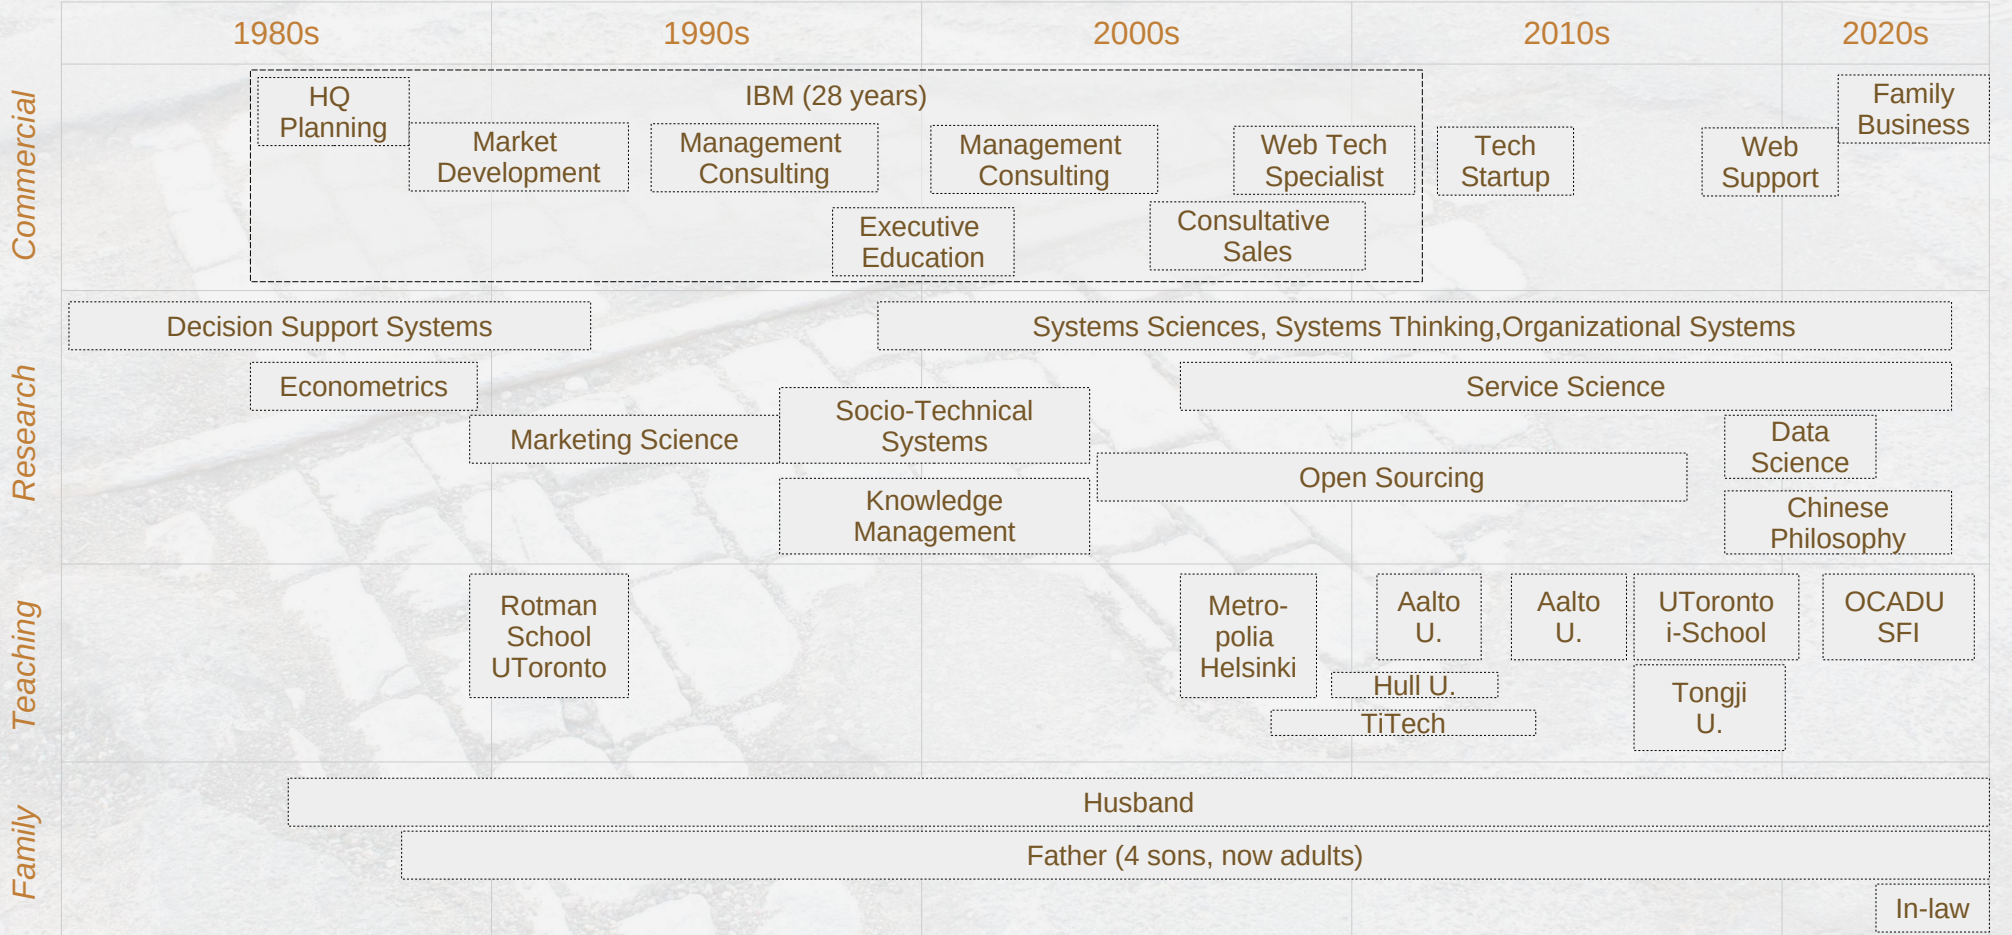 1980s
1990s
2000s
2010s
2020s
Commercial
HQ
Planning
IBM (28 years)
Family
Business
Market
Development
Management
Consulting
Management
Consulting
Web Tech
Specialist
Tech
Startup
Web
Support
Executive
Education
Consultative
Sales
Research
Decision Support Systems
Systems Sciences, Systems Thinking,Organizational Systems
Econometrics
Service Science
Marketing Science
Socio-Technical
Systems
Data
Science
Open Sourcing
Knowledge
Management
Chinese
Philosophy
Teaching
Rotman
School
UToronto
Metro-
polia
Helsinki
Aalto
U.
Aalto
U.
UToronto
i-School
OCADU
SFI
Hull U.
Tongji
U.
TiTech
Family
Husband
Father (4 sons, now adults)
In-law